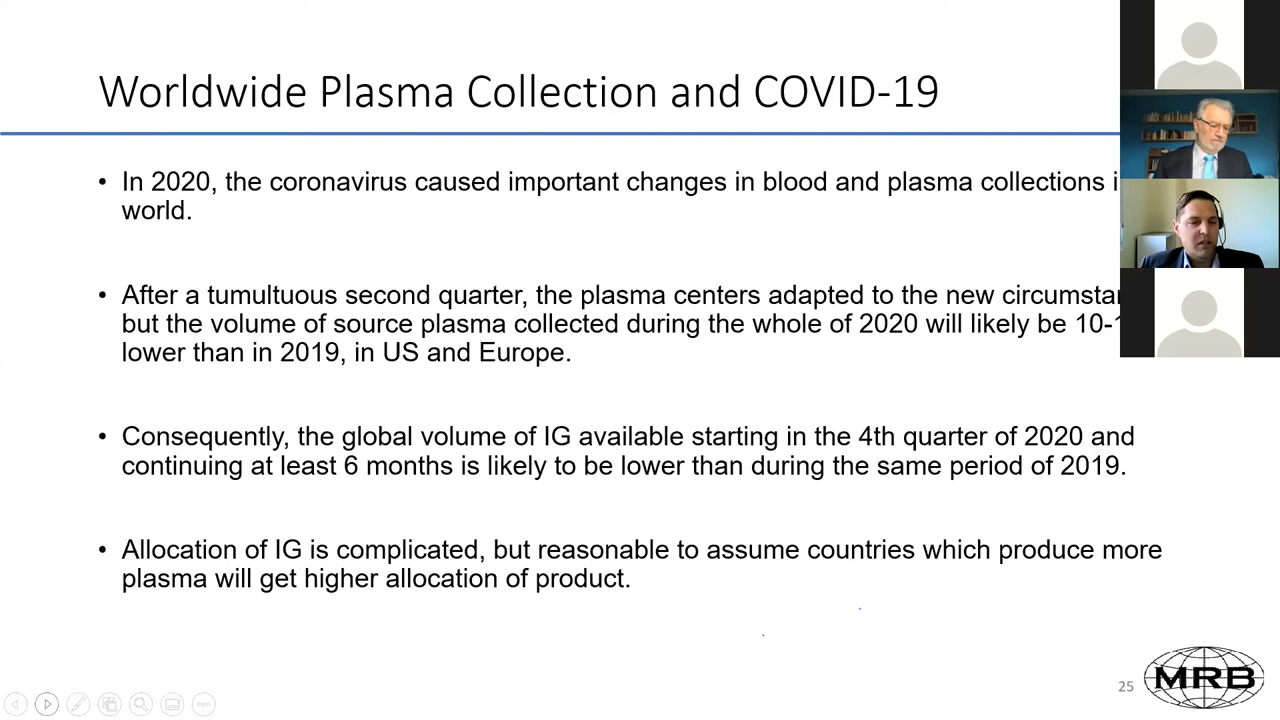 Worldwide Plasma Collection and COVID-19
• In 2020, the coronavirus caused important changes in blood and plasma collections
world.
• After a tumultuous second quarter, the plasma centers adapted to the new
but the volume of source plasma collected during the whole of 2020 will likely be
lower than in 2019, in US and Europe.
• Consequently, the global volume of IG available starting in the 4th quarter of 2020 and
continuing at least 6 months is likely to be lower than during the same period of 2019.
• Allocation of IG is complicated, but reasonable to assume countries which produce more
plasma will get higher allocation of product.
25
MRB